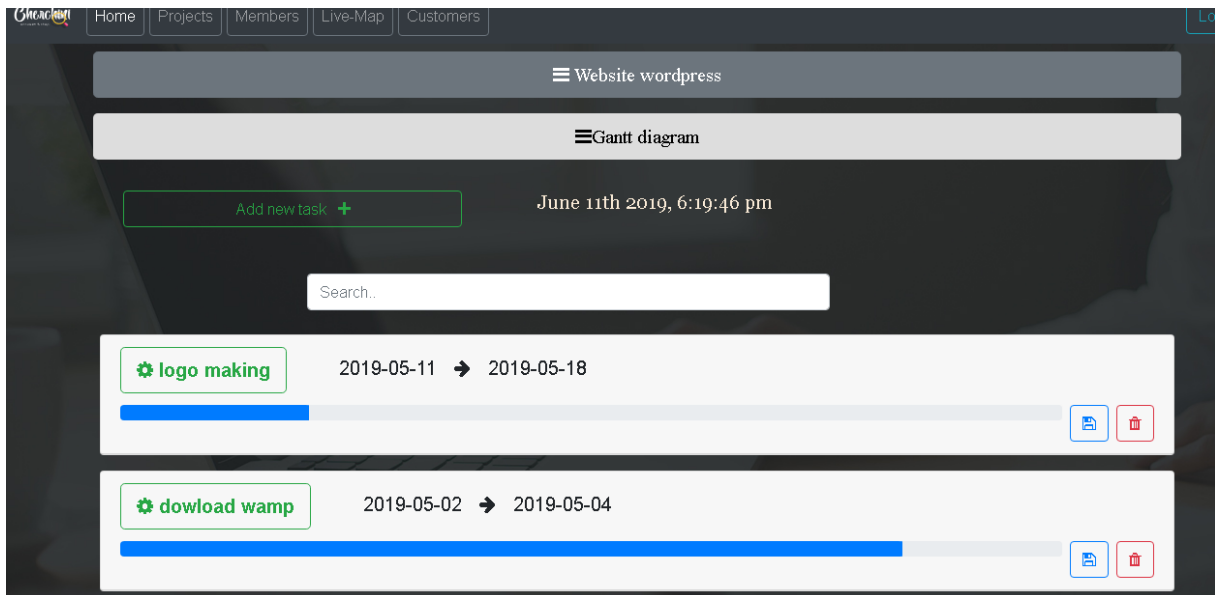 Home Projects Members Live-Map Customers Lo
Website wordpress
Gantt diagram
Add new task
June 11th 2019, 6:19:46 pm
Search..
logo making 2019-05-11 2019-05-18
dowload wamp 2019-05-02 2019-05-04